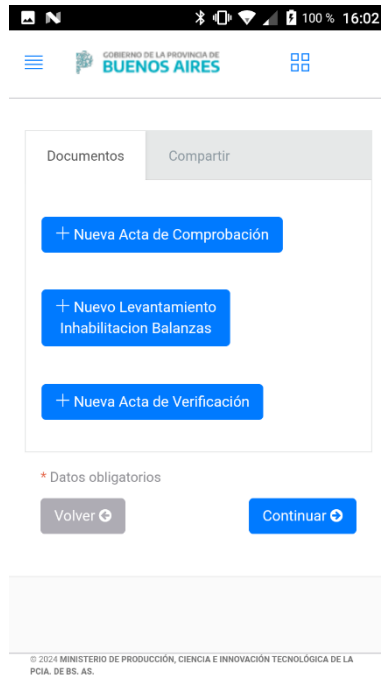 100 % 16:02
GOBIERNO DE LA PROVINCIA DE
BUENOS AIRES
Documentos
Compartir
+ Nueva Acta de Comprobación
+ Nuevo Levantamiento
Inhabilitacion Balanzas
+ Nueva Acta de Verificación
* Datos obligatorios
Volver
Continuar
© 2024 MINISTERIO DE PRODUCCIÓN, CIENCIA E INNOVACIÓN TECNOLÓGICA DE LA
PCIA. DE BS. AS.